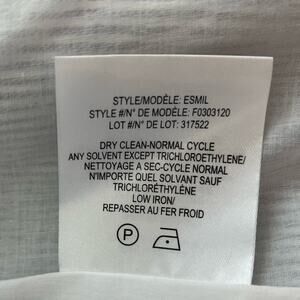 STYLE/MODÈLE: ESMIL
STYLE #/N° DE MODÈLE: F0303120
LOT #/N° DE LOT: 317522
DRY CLEAN-NORMAL CYCLE
ANY SOLVENT EXCEPT TRICHLOROETHYLENE/
NETTOYAGE A SEC-CYCLE NORMAL
N'IMPORTE QUEL SOLVANT SAUF
TRICHLORÉTHYLÈNE
LOW IRON/
REPASSER AU FER FROID
P